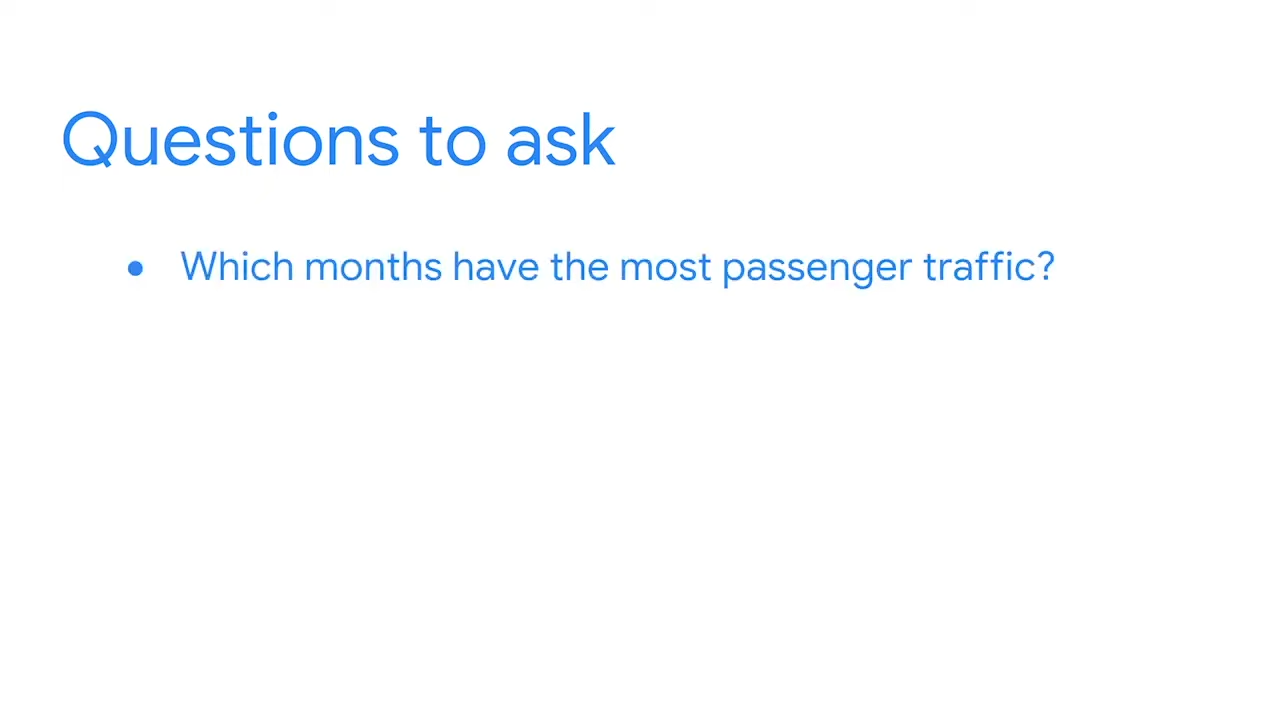 Questions to ask
● Which months have the most passenger traffic?